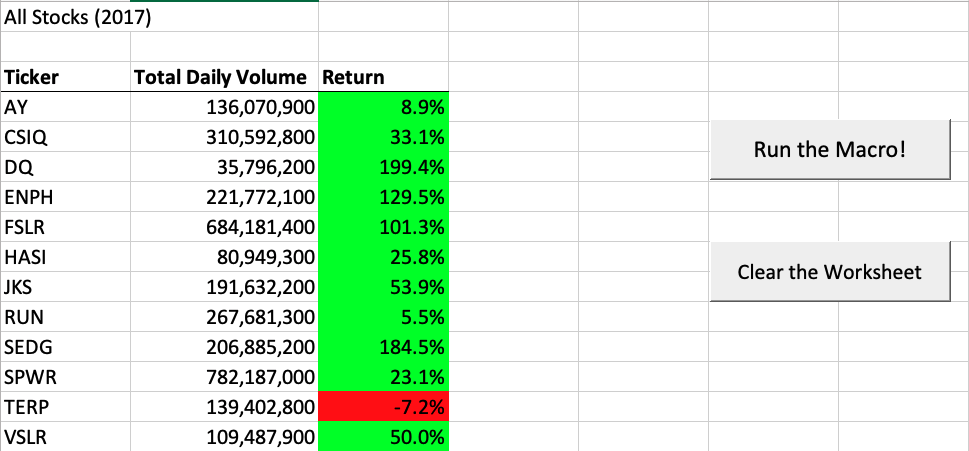 All Stocks (2017)
Ticker Total Daily Volume Return
AY 136,070,900 8.9%
CSIQ 310,592,800 33.1%
DQ 35,796,200 199.4%
ENPH 221,772,100 129.5%
FSLR 684,181,400 101.3%
HASI 80,949,300 25.8%
JKS 191,632,200 53.9%
RUN 267,681,300 5.5%
SEDG 206,885,200 184.5%
SPWR 782,187,000 23.1%
TERP 139,402,800 -7.2%
VSLR 109,487,900 50.0%
Run the Macro!
Clear the Worksheet